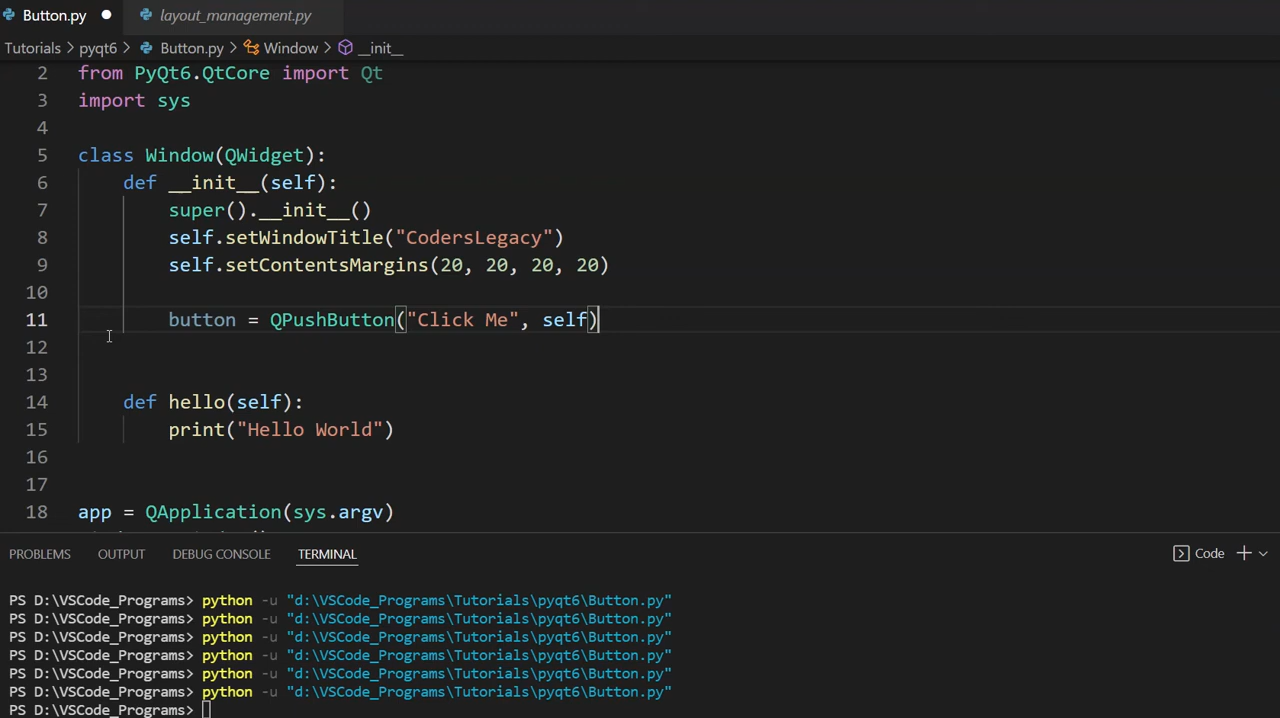 Button.py ● layout_management.py
Tutorials > pyqt6 > Button.py > Window > __init__
2 from PyQt6.QtCore import Qt
3 import sys
4
5 class Window(QWidget):
6 def __init__(self):
7 super().__init__()
8 self.setWindowTitle("CodersLegacy")
9 self.setContentsMargins(20, 20, 20, 20)
10
11 button = QPushButton("Click Me", self)
12
13
14 def hello(self):
15 print("Hello World")
16
17
18 app = QApplication(sys.argv)
PROBLEMS OUTPUT DEBUG CONSOLE TERMINAL Code
PS D:\VSCode_Programs> python -u "d:\VSCode_Programs\Tutorials\pyqt6\Button.py"
PS D:\VSCode_Programs> python -u "d:\VSCode_Programs\Tutorials\pyqt6\Button.py"
PS D:\VSCode_Programs> python -u "d:\VSCode_Programs\Tutorials\pyqt6\Button.py"
PS D:\VSCode_Programs> python -u "d:\VSCode_Programs\Tutorials\pyqt6\Button.py"
PS D:\VSCode_Programs> python -u "d:\VSCode_Programs\Tutorials\pyqt6\Button.py"
PS D:\VSCode_Programs> python -u "d:\VSCode_Programs\Tutorials\pyqt6\Button.py"
PS D:\VSCode_Programs>